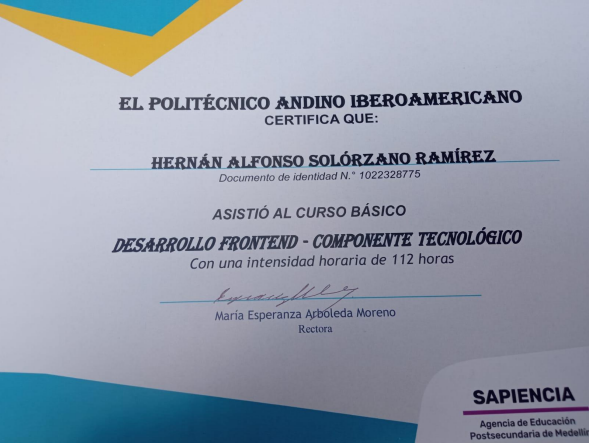 EL POLITÉCNICO ANDINO IBEROAMERICANO
CERTIFICA QUE:
HERNÁN ALFONSO SOLÓRZANO RAMÍREZ
Documento de identidad N.° 1022328775
ASISTIÓ AL CURSO BÁSICO
DESARROLLO FRONTEND - COMPONENTE TECNOLÓGICO
Con una intensidad horaria de 112 horas
María Esperanza Arboleda Moreno
Rectora
SAPIENCIA
Agencia de Educación
Postsecundaria de Medellín